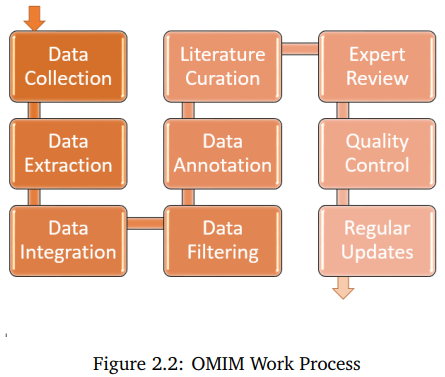 Data
Collection
Data
Extraction
Data
Integration
Data
Filtering
Data
Annotation
Literature
Curation
Expert
Review
Quality
Control
Regular
Updates
Figure 2.2: OMIM Work Process